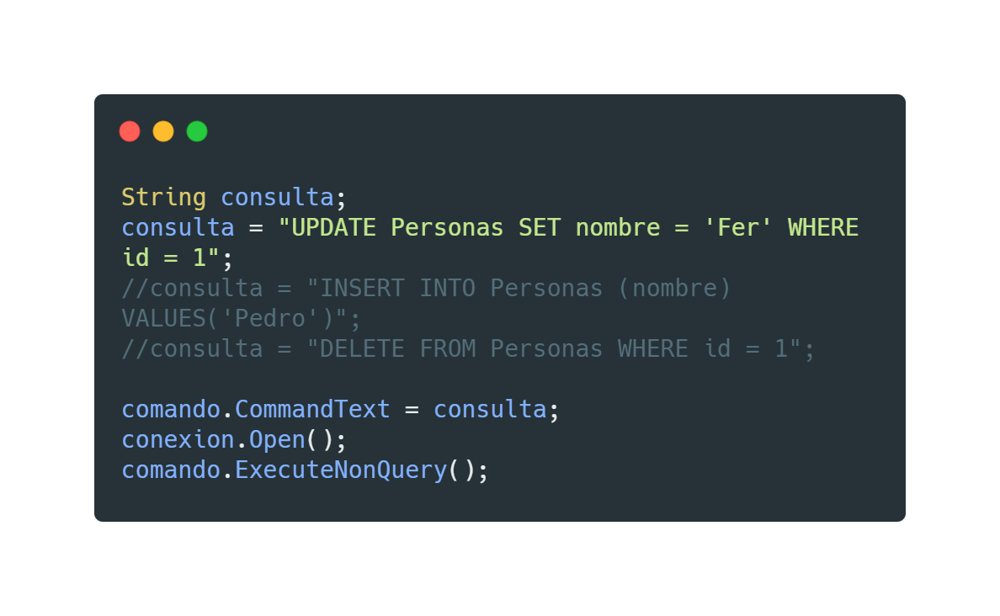 String consulta;
consulta = "UPDATE Personas SET nombre = 'Fer' WHERE
id = 1";
//consulta = "INSERT INTO Personas (nombre)
VALUES('Pedro')";
//consulta = "DELETE FROM Personas WHERE id = 1";
comando.CommandText = consulta;
conexion.Open();
comando.ExecuteNonQuery();